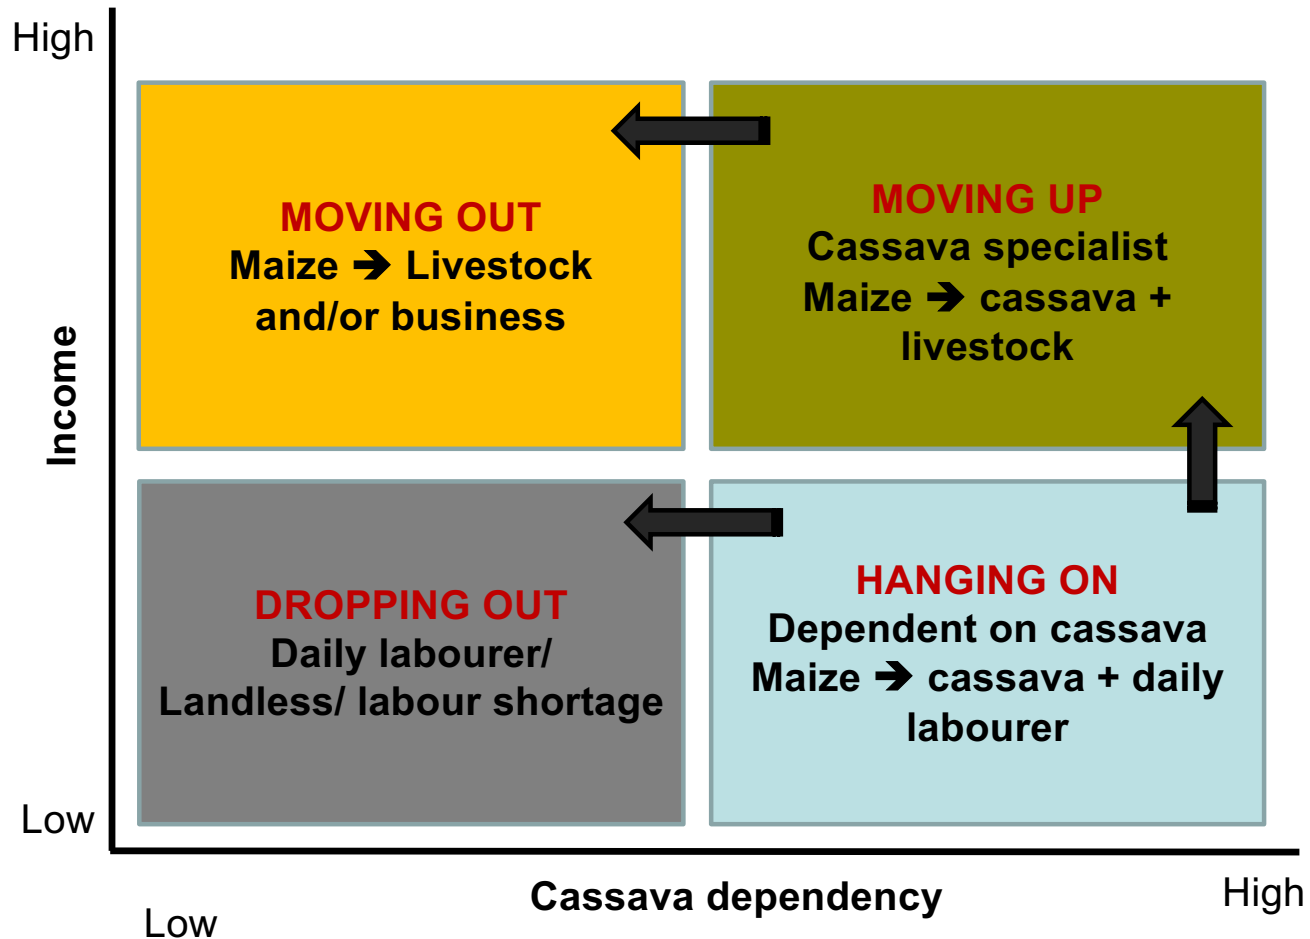 High
MOVING OUT
Maize ➔ Livestock
and/or business
MOVING UP
Cassava specialist
Maize ➔ cassava +
livestock
Income
DROPPING OUT
Daily labourer/
Landless/ labour shortage
HANGING ON
Dependent on cassava
Maize ➔ cassava + daily
labourer
Low
Low
Cassava dependency
High